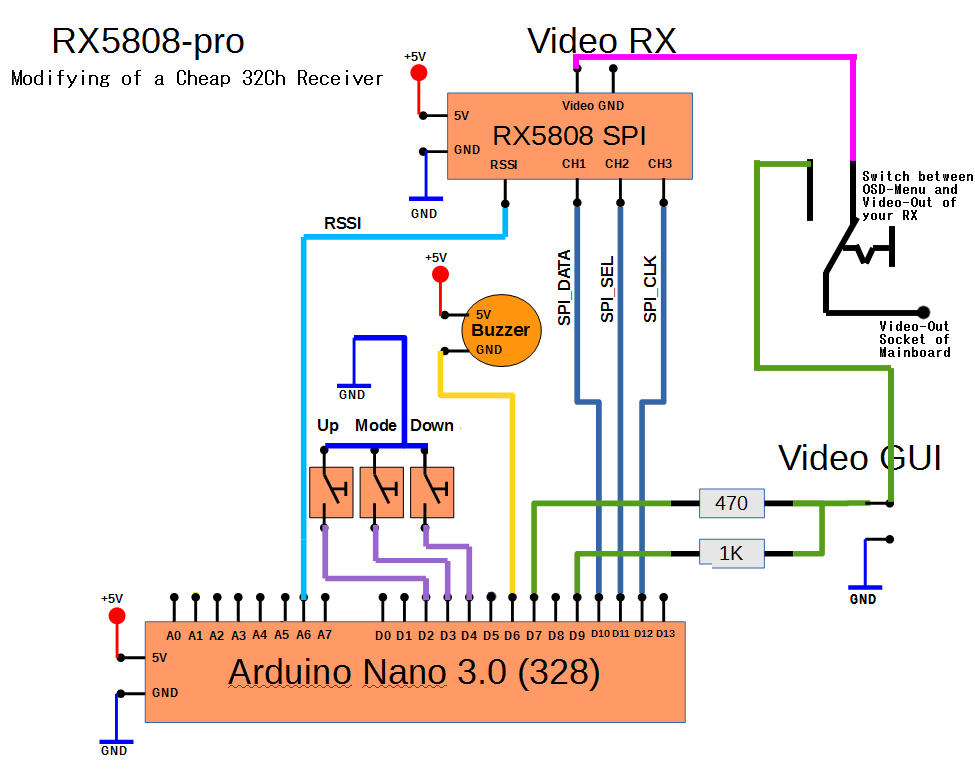 RX5808-pro
Video RX
Modifying of a Cheap 32Ch Receiver
+5V
Video GND
5V
RX5808 SPI
GND
RSSI
CH1
CH2
CH3
GND
Switch between
OSD-Menu and
Video-Out of
your RX
RSSI
SPI_DATA
SPI_SEL
SPI_CLK
+5V
5V
Buzzer
GND
Video-Out
Socket of
Mainboard
GND
Up
Mode
Down
Video GUI
470
1K
GND
+5V
A0
A1
A2
A3
A4
A5
A6
A7
D0
D1
D2
D3
D4
D5
D6
D7
D8
D9
D10
D11
D12
D13
5V
Arduino Nano 3.0 (328)
GND
GND